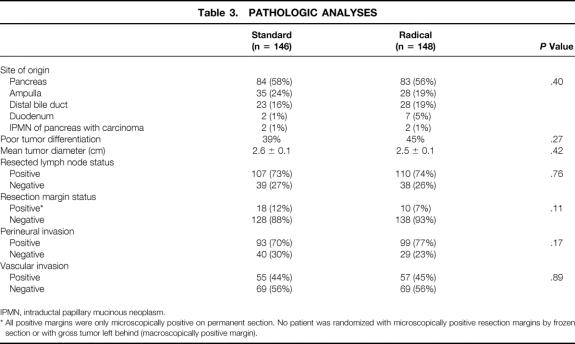 Table 3. PATHOLOGIC ANALYSES
Standard (n = 146) Radical (n = 148) P Value
Site of origin
Pancreas 84 (58%) 83 (56%) .40
Ampulla 35 (24%) 28 (19%)
Distal bile duct 23 (16%) 28 (19%)
Duodenum 2 (1%) 7 (5%)
IPMN of pancreas with carcinoma 2 (1%) 2 (1%)
Poor tumor differentiation 39% 45% .27
Mean tumor diameter (cm) 2.6 ± 0.1 2.5 ± 0.1 .42
Resected lymph node status
Positive 107 (73%) 110 (74%) .76
Negative 39 (27%) 38 (26%)
Resection margin status
Positive* 18 (12%) 10 (7%) .11
Negative 128 (88%) 138 (93%)
Perineural invasion
Positive 93 (70%) 99 (77%) .17
Negative 40 (30%) 29 (23%)
Vascular invasion
Positive 55 (44%) 57 (45%) .89
Negative 69 (56%) 69 (56%)
IPMN, intraductal papillary mucinous neoplasm.
* All positive margins were only microscopically positive on permanent section. No patient was randomized with microscopically positive resection margins by frozen
section or with gross tumor left behind (macroscopically positive margin).